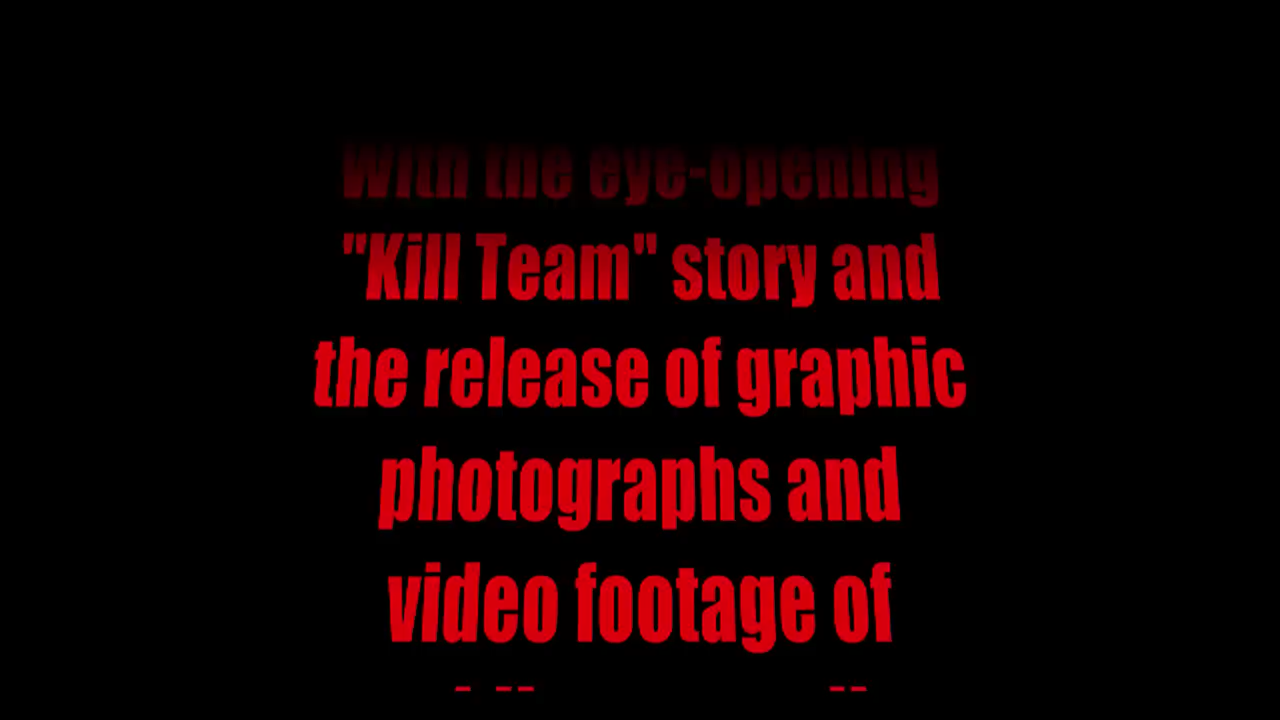 With the eye-opening
"Kill Team" story and
the release of graphic
photographs and
video footage of